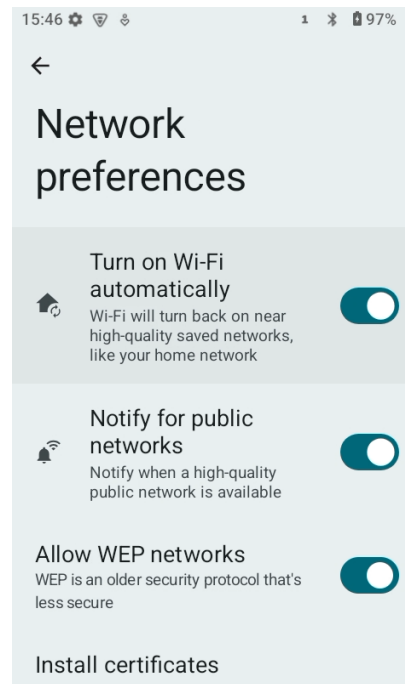 15:46 1 97%
Network
preferences
Turn on Wi-Fi
automatically
Wi-Fi will turn back on near
high-quality saved networks,
like your home network
Notify for public
networks
Notify when a high-quality
public network is available
Allow WEP networks
WEP is an older security protocol that's
less secure
Install certificates